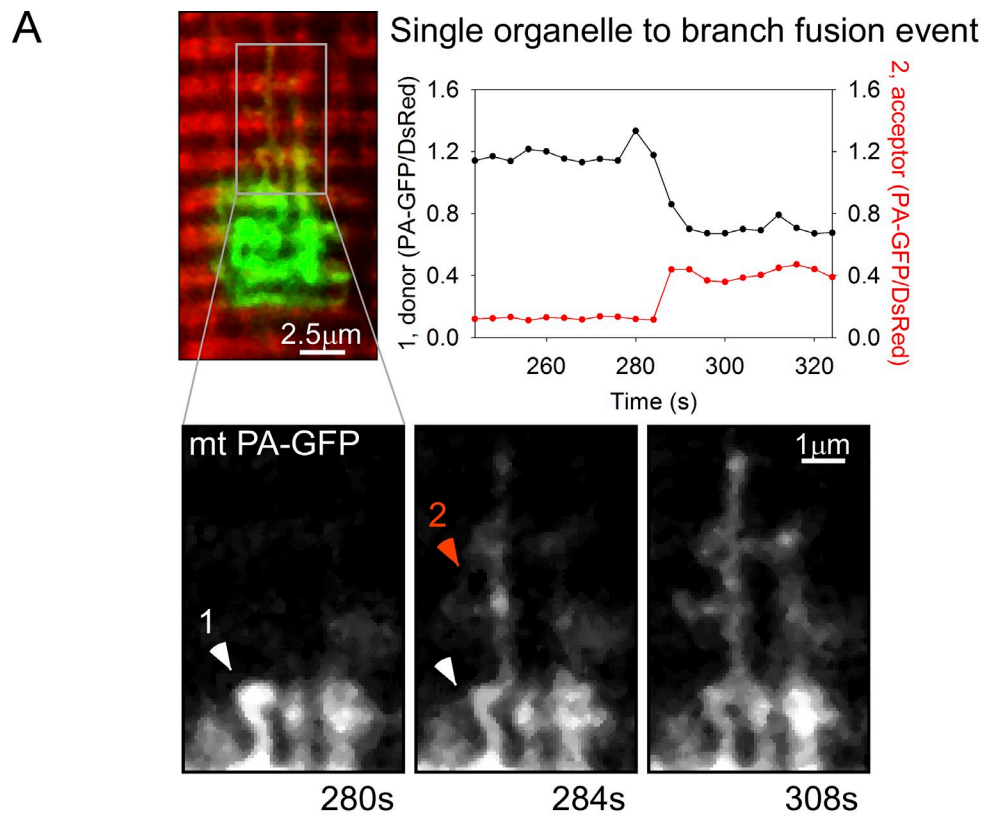 A
Single organelle to branch fusion event
2.5μm
1, donor (PA-GFP/DsRed)
1.6
1.2
0.8
0.4
0.0
1.6
1.2
0.8
0.4
0.0
2, acceptor (PA-GFP/DsRed)
260 280 300 320
Time (s)
mt PA-GFP
1
2
1μm
280s
284s
308s